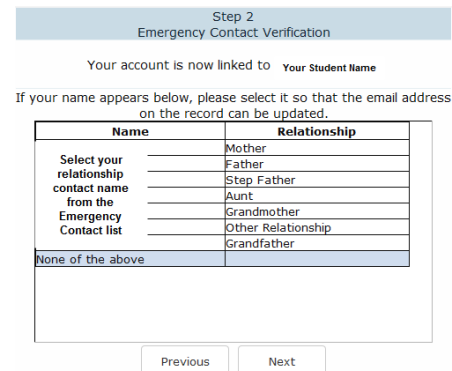 Step 2
Emergency Contact Verification
Your account is now linked to Your Student Name
If your name appears below, please select it so that the email address
on the record can be updated.
Name Relationship
Select your
relationship
contact name
from the
Emergency
Contact list
Mother
Father
Step Father
Aunt
Grandmother
Other Relationship
Grandfather
None of the above
Previous Next